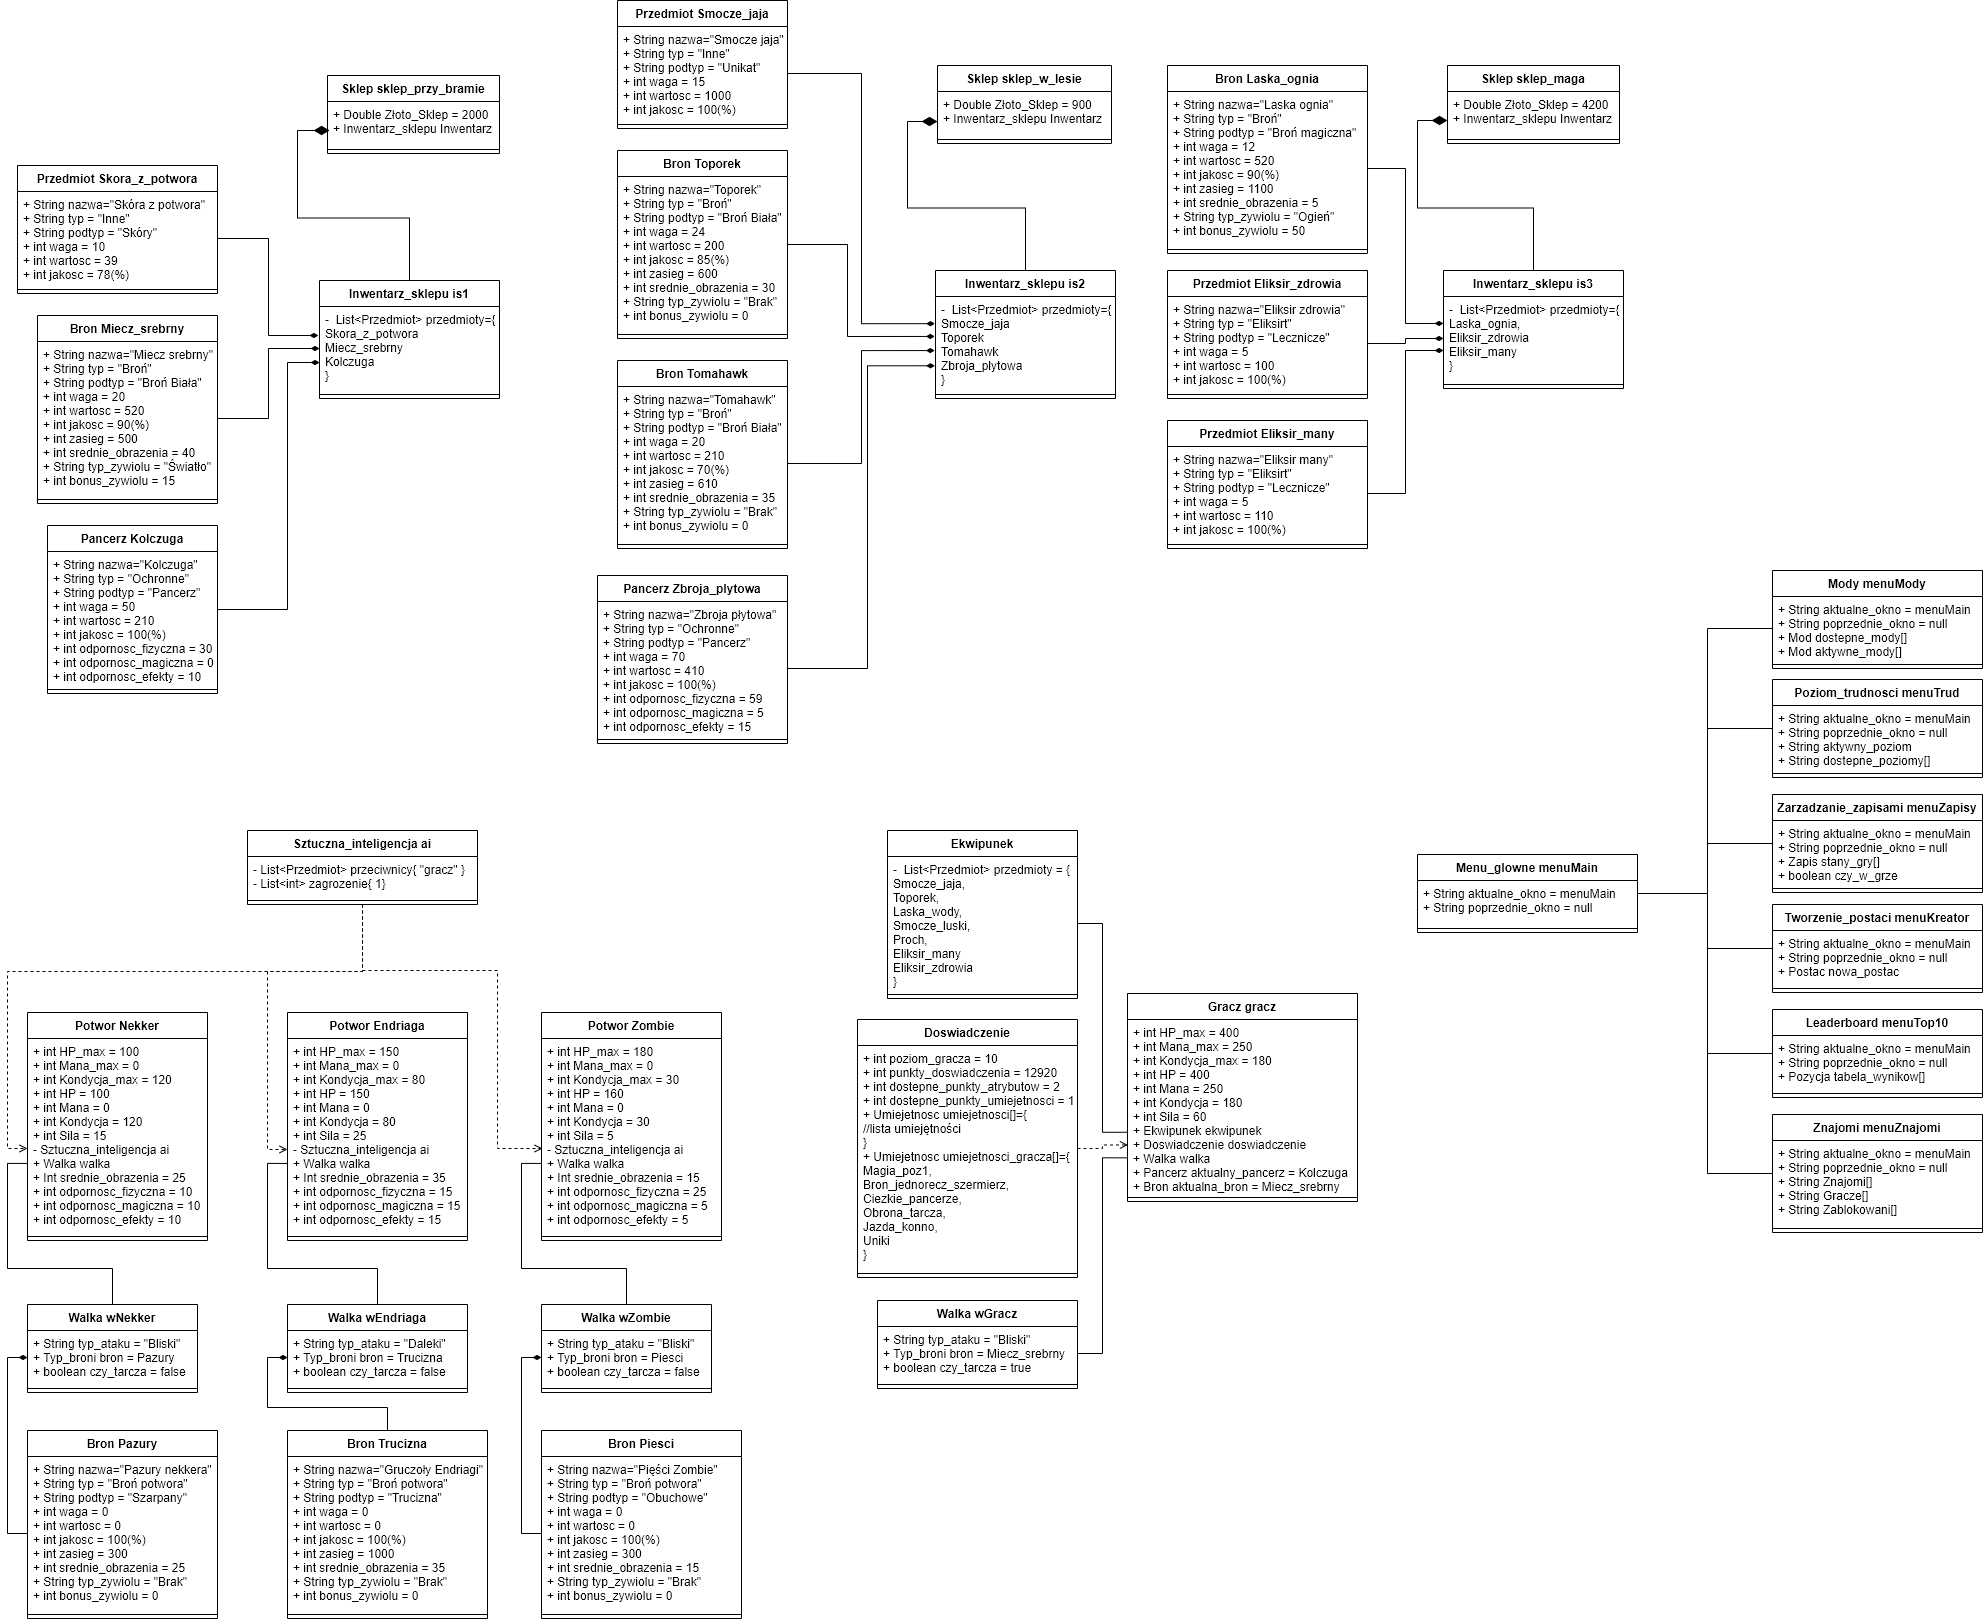 Przedmiot Smocze_jaja
+ String nazwa="Smocze jaja"
+ String typ = "Inne"
+ String podtyp = "Unikat"
+ int waga = 15
+ int wartosc = 1000
+ int jakosc = 100(%)
Sklep sklep_przy_bramie
+ Double Złoto_Sklep = 2000
+ Inwentarz_sklepu Inwentarz
Sklep sklep_w_lesie
+ Double Złoto_Sklep = 900
+ Inwentarz_sklepu Inwentarz
Bron Laska_ognia
+ String nazwa="Laska ognia"
+ String typ = "Broń"
+ String podtyp = "Broń magiczna"
+ int waga = 12
+ int wartosc = 520
+ int jakosc = 90(%)
+ int zasieg = 1100
+ int srednie_obrazenia = 5
+ String typ_zywiolu = "Ogień"
+ int bonus_zywiolu = 50
Sklep sklep_maga
+ Double Złoto_Sklep = 4200
+ Inwentarz_sklepu Inwentarz
Przedmiot Skora_z_potwora
+ String nazwa="Skóra z potwora"
+ String typ = "Inne"
+ String podtyp = "Skóry"
+ int waga = 10
+ int wartosc = 39
+ int jakosc = 78(%)
Bron Toporek
+ String nazwa="Toporek"
+ String typ = "Broń"
+ String podtyp = "Broń Biała"
+ int waga = 24
+ int wartosc = 200
+ int jakosc = 85(%)
+ int zasieg = 600
+ int srednie_obrazenia = 30
+ String typ_zywiolu = "Brak"
+ int bonus_zywiolu = 0
Inwentarz_sklepu is1
- List<Przedmiot> przedmioty={
Skora_z_potwora
Miecz_srebrny
Kolczuga
}
Inwentarz_sklepu is2
- List<Przedmiot> przedmioty={
Smocze_jaja
Toporek
Tomahawk
Zbroja_plytowa
}
Przedmiot Eliksir_zdrowia
+ String nazwa="Eliksir zdrowia"
+ String typ = "Eliksirt"
+ String podtyp = "Lecznicze"
+ int waga = 5
+ int wartosc = 100
+ int jakosc = 100(%)
Inwentarz_sklepu is3
- List<Przedmiot> przedmioty={
Laska_ognia,
Eliksir_zdrowia
Eliksir_many
}
Bron Miecz_srebrny
+ String nazwa="Miecz srebrny"
+ String typ = "Broń"
+ String podtyp = "Broń Biała"
+ int waga = 20
+ int wartosc = 520
+ int jakosc = 90(%)
+ int zasieg = 500
+ int srednie_obrazenia = 40
+ String typ_zywiolu = "Światło"
+ int bonus_zywiolu = 15
Bron Tomahawk
+ String nazwa="Tomahawk"
+ String typ = "Broń"
+ String podtyp = "Broń Biała"
+ int waga = 20
+ int wartosc = 210
+ int jakosc = 70(%)
+ int zasieg = 610
+ int srednie_obrazenia = 35
+ String typ_zywiolu = "Brak"
+ int bonus_zywiolu = 0
Przedmiot Eliksir_many
+ String nazwa="Eliksir many"
+ String typ = "Eliksirt"
+ String podtyp = "Lecznicze"
+ int waga = 5
+ int wartosc = 110
+ int jakosc = 100(%)
Pancerz Kolczuga
+ String nazwa="Kolczuga"
+ String typ = "Ochronne"
+ String podtyp = "Pancerz"
+ int waga = 50
+ int wartosc = 210
+ int jakosc = 100(%)
+ int odpornosc_fizyczna = 30
+ int odpornosc_magiczna = 0
+ int odpornosc_efekty = 10
Pancerz Zbroja_plytowa
+ String nazwa="Zbroja płytowa"
+ String typ = "Ochronne"
+ String podtyp = "Pancerz"
+ int waga = 70
+ int wartosc = 410
+ int jakosc = 100(%)
+ int odpornosc_fizyczna = 59
+ int odpornosc_magiczna = 5
+ int odpornosc_efekty = 15
Mody menuMody
+ String aktualne_okno = menuMain
+ String poprzednie_okno = null
+ Mod dostepne_mody[]
+ Mod aktywne_mody[]
Poziom_trudnosci menuTrud
+ String aktualne_okno = menuMain
+ String poprzednie_okno = null
+ String aktywny_poziom
+ String dostepne_poziomy[]
Zarzadzanie_zapisami menuZapisy
+ String aktualne_okno = menuMain
+ String poprzednie_okno = null
+ Zapis stany_gry[]
+ boolean czy_w_grze
Menu_glowne menuMain
+ String aktualne_okno = menuMain
+ String poprzednie_okno = null
Tworzenie_postaci menuKreator
+ String aktualne_okno = menuMain
+ String poprzednie_okno = null
+ Postac nowa_postac
Leaderboard menuTop10
+ String aktualne_okno = menuMain
+ String poprzednie_okno = null
+ Pozycja tabela_wynikow[]
Znajomi menuZnajomi
+ String aktualne_okno = menuMain
+ String poprzednie_okno = null
+ String Znajomi[]
+ String Gracze[]
+ String Zablokowani[]
Sztuczna_inteligencja ai
- List<Przedmiot> przeciwnicy{ "gracz" }
- List<int> zagrozenie{ 1}
Ekwipunek
- List<Przedmiot> przedmioty = {
Smocze_jaja,
Toporek,
Laska_wody,
Smocze_luski,
Proch,
Eliksir_many
Eliksir_zdrowia
}
Potwor Nekker
+ int HP_max = 100
+ int Mana_max = 0
+ int Kondycja_max = 120
+ int HP = 100
+ int Mana = 0
+ int Kondycja = 120
+ int Sila = 15
- Sztuczna_inteligencja ai
+ Walka walka
+ Int srednie_obrazenia = 25
+ int odpornosc_fizyczna = 10
+ int odpornosc_magiczna = 10
+ int odpornosc_efekty = 10
Potwor Endriaga
+ int HP_max = 150
+ int Mana_max = 0
+ int Kondycja_max = 80
+ int HP = 150
+ int Mana = 0
+ int Kondycja = 80
+ int Sila = 25
- Sztuczna_inteligencja ai
+ Walka walka
+ Int srednie_obrazenia = 35
+ int odpornosc_fizyczna = 15
+ int odpornosc_magiczna = 15
+ int odpornosc_efekty = 15
Potwor Zombie
+ int HP_max = 180
+ int Mana_max = 0
+ int Kondycja_max = 30
+ int HP = 160
+ int Mana = 0
+ int Kondycja = 30
+ int Sila = 5
- Sztuczna_inteligencja ai
+ Walka walka
+ Int srednie_obrazenia = 15
+ int odpornosc_fizyczna = 25
+ int odpornosc_magiczna = 5
+ int odpornosc_efekty = 5
Doswiadczenie
+ int poziom_gracza = 10
+ int punkty_doswiadczenia = 12920
+ int dostepne_punkty_atrybutow = 2
+ int dostepne_punkty_umiejetnosci = 1
+ Umiejetnosc umiejetnosci[]={
//lista umiejętności
}
+ Umiejetnosc umiejetnosci_gracza[]={
Magia_poz1,
Bron_jednorecz_szermierz,
Ciezkie_pancerze,
Obrona_tarcza,
Jazda_konno,
Uniki
}
Gracz gracz
+ int HP_max = 400
+ int Mana_max = 250
+ int Kondycja_max = 180
+ int HP = 400
+ int Mana = 250
+ int Kondycja = 180
+ int Sila = 60
+ Ekwipunek ekwipunek
+ Doswiadczenie doswiadczenie
+ Walka walka
+ Pancerz aktualny_pancerz = Kolczuga
+ Bron aktualna_bron = Miecz_srebrny
Walka wNekker
+ String typ_ataku = "Bliski"
+ Typ_broni bron = Pazury
+ boolean czy_tarcza = false
Walka wEndriaga
+ String typ_ataku = "Daleki"
+ Typ_broni bron = Trucizna
+ boolean czy_tarcza = false
Walka wZombie
+ String typ_ataku = "Bliski"
+ Typ_broni bron = Piesci
+ boolean czy_tarcza = false
Walka wGracz
+ String typ_ataku = "Bliski"
+ Typ_broni bron = Miecz_srebrny
+ boolean czy_tarcza = true
Bron Pazury
+ String nazwa="Pazury nekkera"
+ String typ = "Broń potwora"
+ String podtyp = "Szarpany"
+ int waga = 0
+ int wartosc = 0
+ int jakosc = 100(%)
+ int zasieg = 300
+ int srednie_obrazenia = 25
+ String typ_zywiolu = "Brak"
+ int bonus_zywiolu = 0
Bron Trucizna
+ String nazwa="Gruczoły Endriagi"
+ String typ = "Broń potwora"
+ String podtyp = "Trucizna"
+ int waga = 0
+ int wartosc = 0
+ int jakosc = 100(%)
+ int zasieg = 1000
+ int srednie_obrazenia = 35
+ String typ_zywiolu = "Brak"
+ int bonus_zywiolu = 0
Bron Piesci
+ String nazwa="Pięści Zombie"
+ String typ = "Broń potwora"
+ String podtyp = "Obuchowe"
+ int waga = 0
+ int wartosc = 0
+ int jakosc = 100(%)
+ int zasieg = 300
+ int srednie_obrazenia = 15
+ String typ_zywiolu = "Brak"
+ int bonus_zywiolu = 0